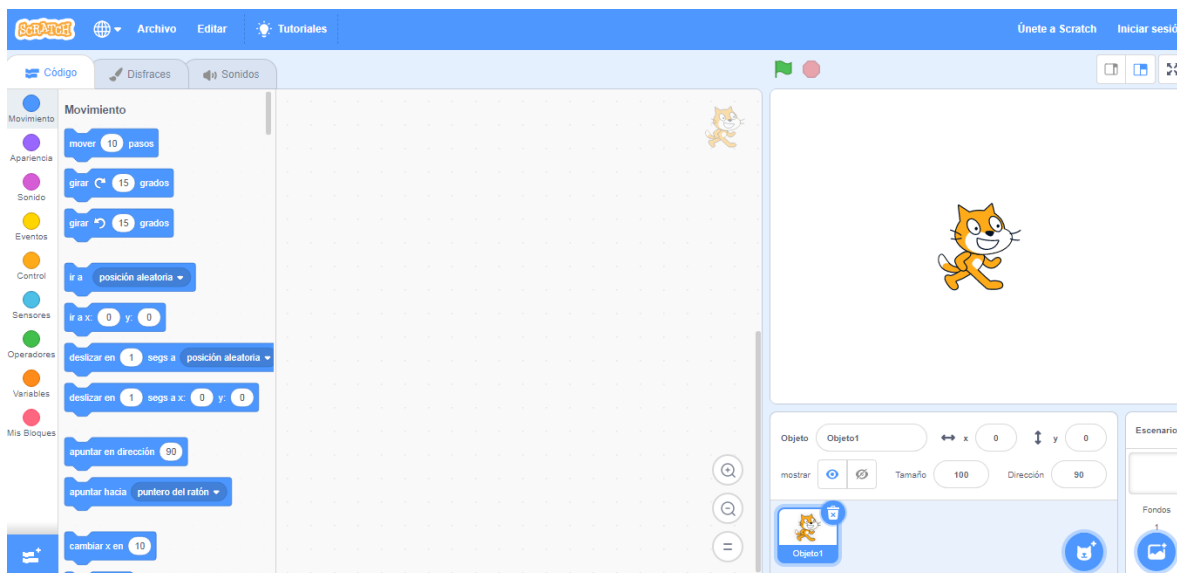 SCRATCH Archivo Editar Tutoriales Únete a Scratch Iniciar sesió
Código Disfraces Sonidos
Movimiento
Apariencia
Sonido
Eventos
Control
Sensores
Operadores
Variables
Mis Bloques
Movimiento
mover 10 pasos
girar 15 grados
girar 15 grados
ir a posición aleatoria
ir a x: 0 y: 0
deslizar en 1 segs a posición aleatoria
deslizar en 1 segs a x: 0 y: 0
apuntar en dirección 90
apuntar hacia puntero del ratón
cambiar x en 10
Objeto Objeto1 x 0 y 0
mostrar Tamaño 100 Dirección 90
Objeto1
Escenario
Fondos
1